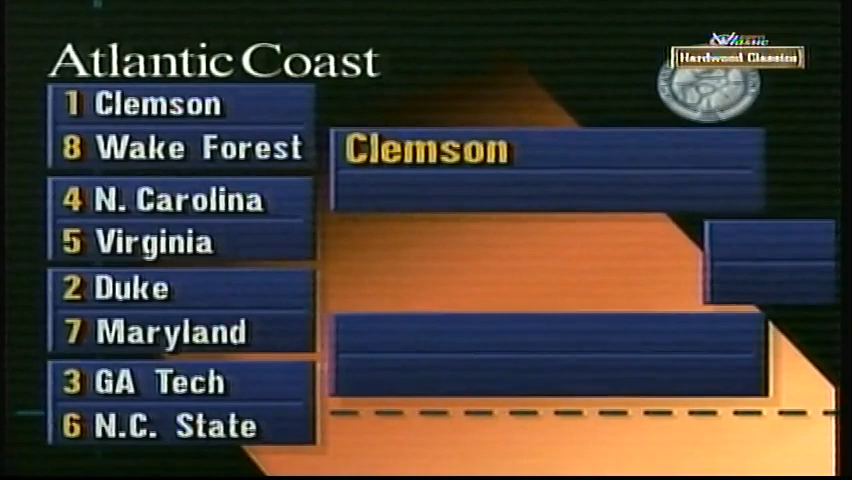 Atlantic Coast
1 Clemson
8 Wake Forest
4 N. Carolina
5 Virginia
2 Duke
7 Maryland
3 GA Tech
6 N.C. State
Clemson
Classic
Hardwood Classics